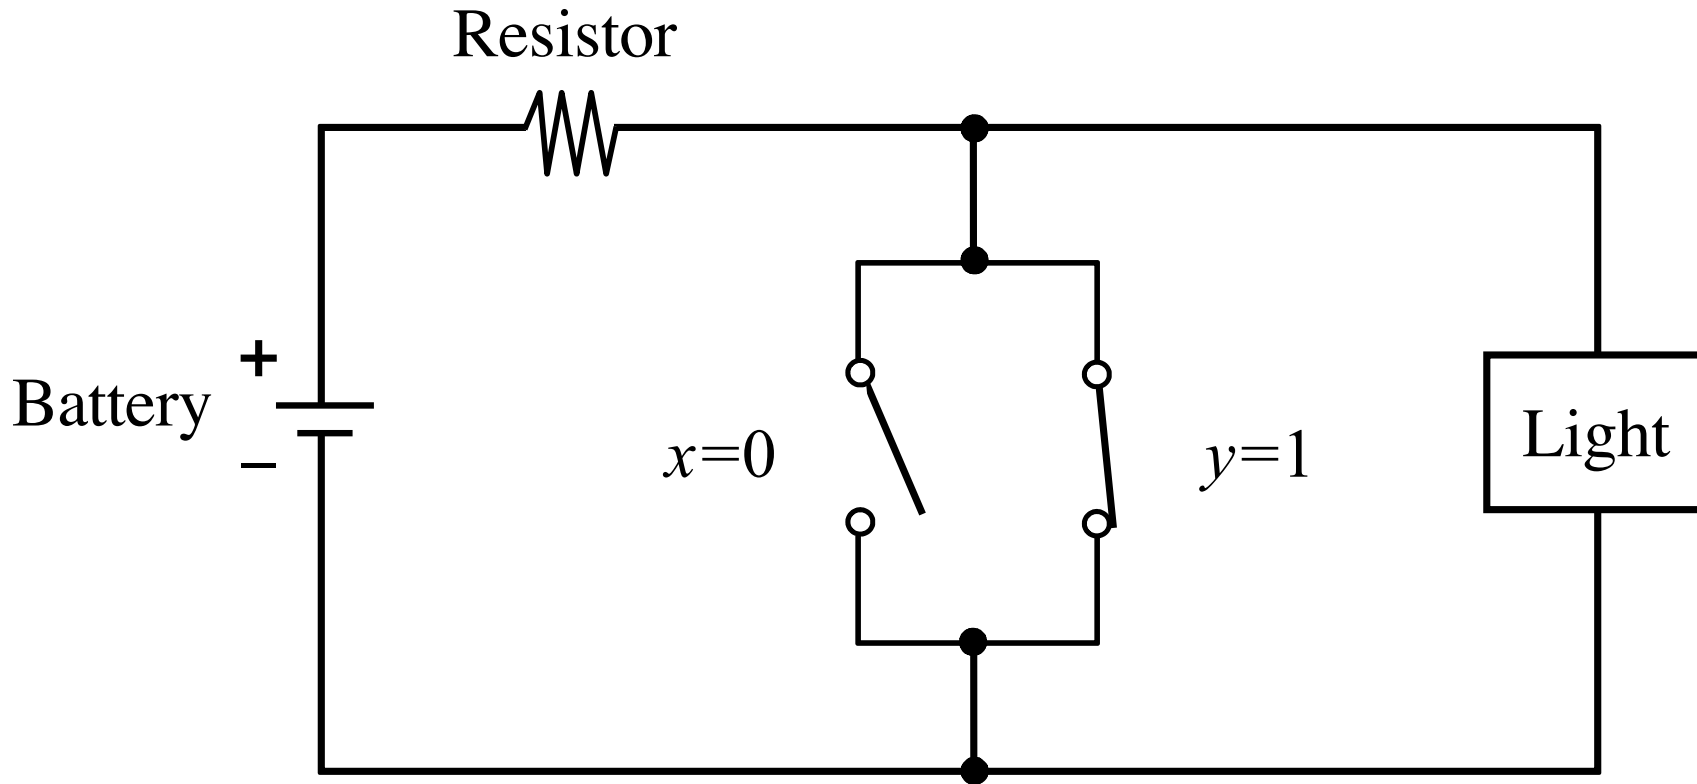 Resistor
+
Battery
−
x=0
y=1
Light